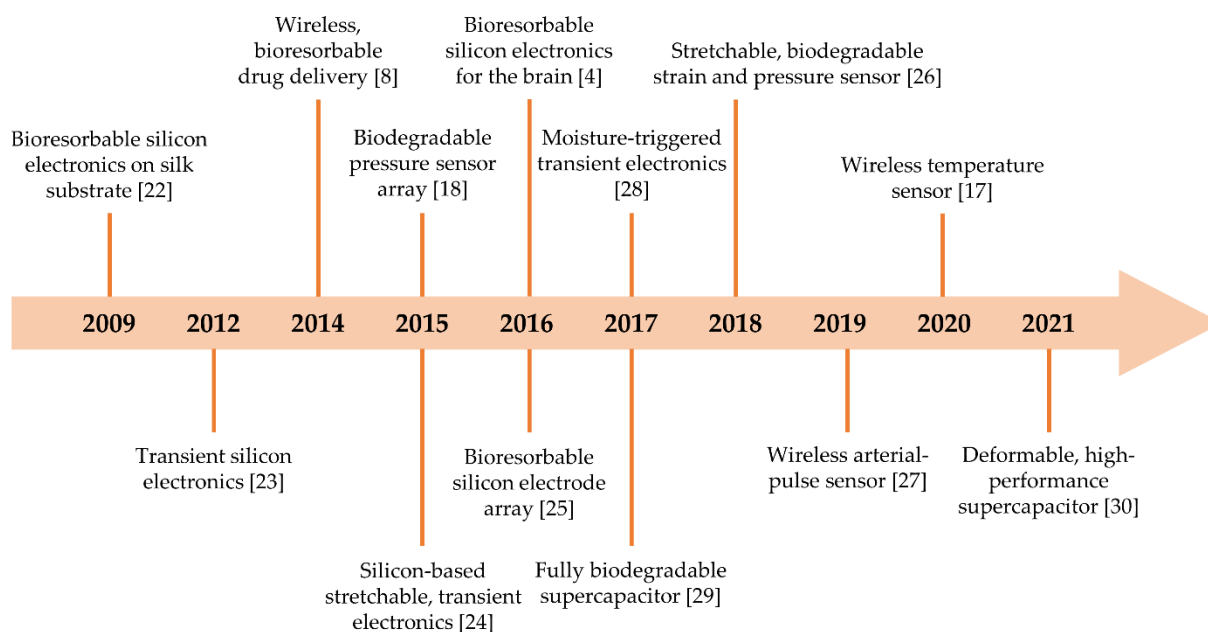 Wireless,
bioresorbable
drug delivery [8]
Bioresorbable
silicon electronics
for the brain [4]
Stretchable, biodegradable
strain and pressure sensor [26]
Bioresorbable silicon
electronics on silk
substrate [22]
Biodegradable
pressure sensor
array [18]
Moisture-triggered
transient electronics
[28]
Wireless temperature
sensor [17]
2009 2012 2014 2015 2016 2017 2018 2019 2020 2021
Transient silicon
electronics [23]
Bioresorbable
silicon electrode
array [25]
Wireless arterial-
pulse sensor [27]
Deformable, high-
performance
supercapacitor [30]
Silicon-based
stretchable, transient
electronics [24]
Fully biodegradable
supercapacitor [29]